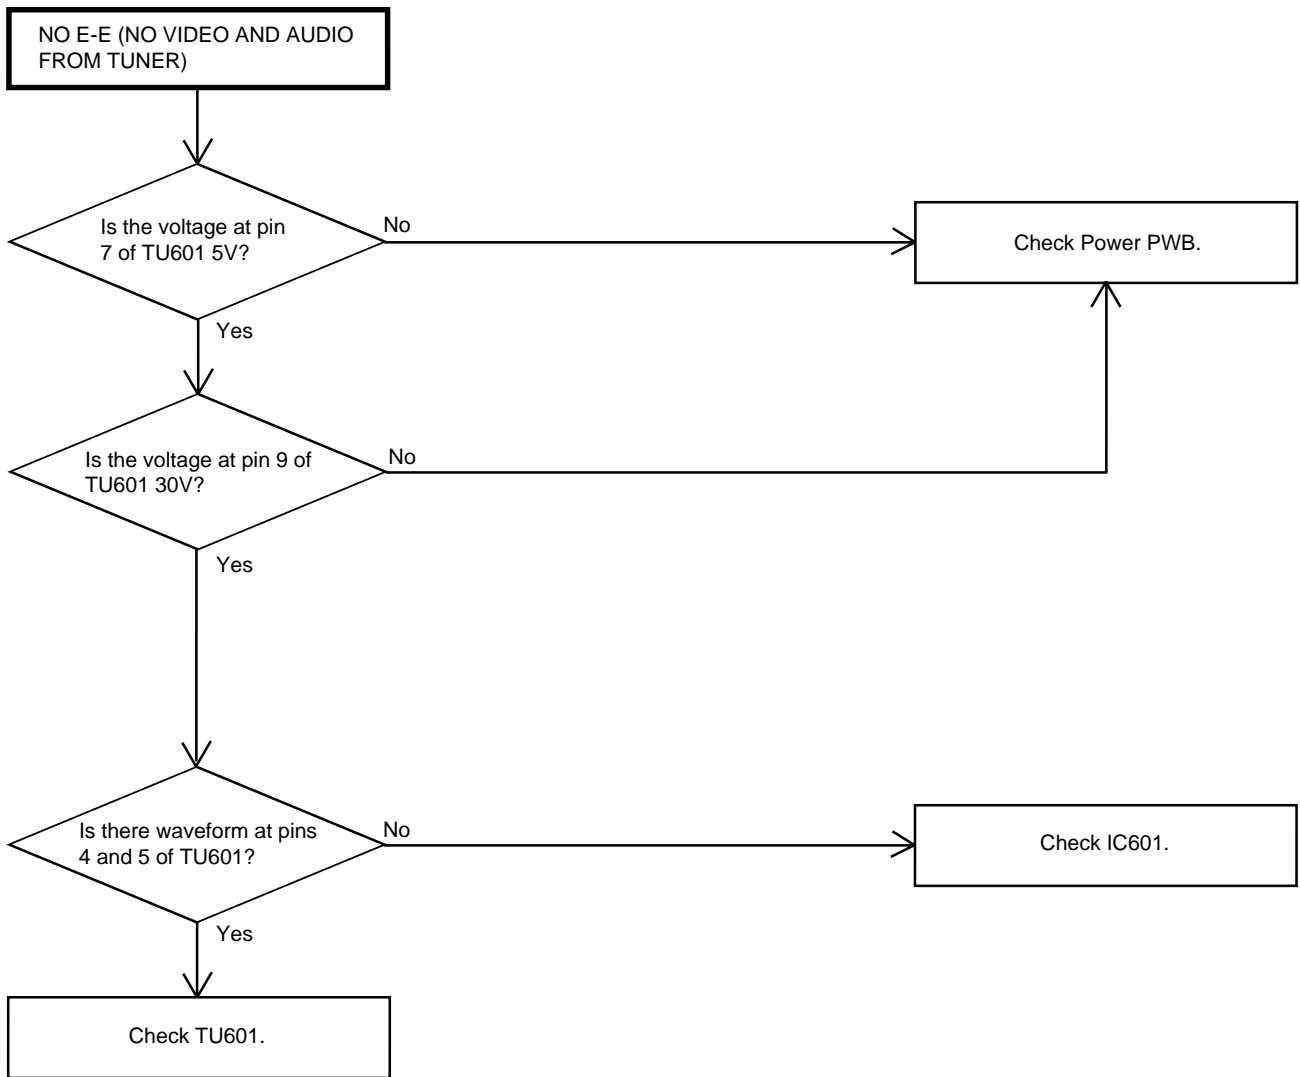 NO E-E (NO VIDEO AND AUDIO
FROM TUNER)
Is the voltage at pin
7 of TU601 5V?
No
Check Power PWB.
Yes
Is the voltage at pin 9 of
TU601 30V?
No
Yes
Is there waveform at pins
4 and 5 of TU601?
No
Check IC601.
Yes
Check TU601.